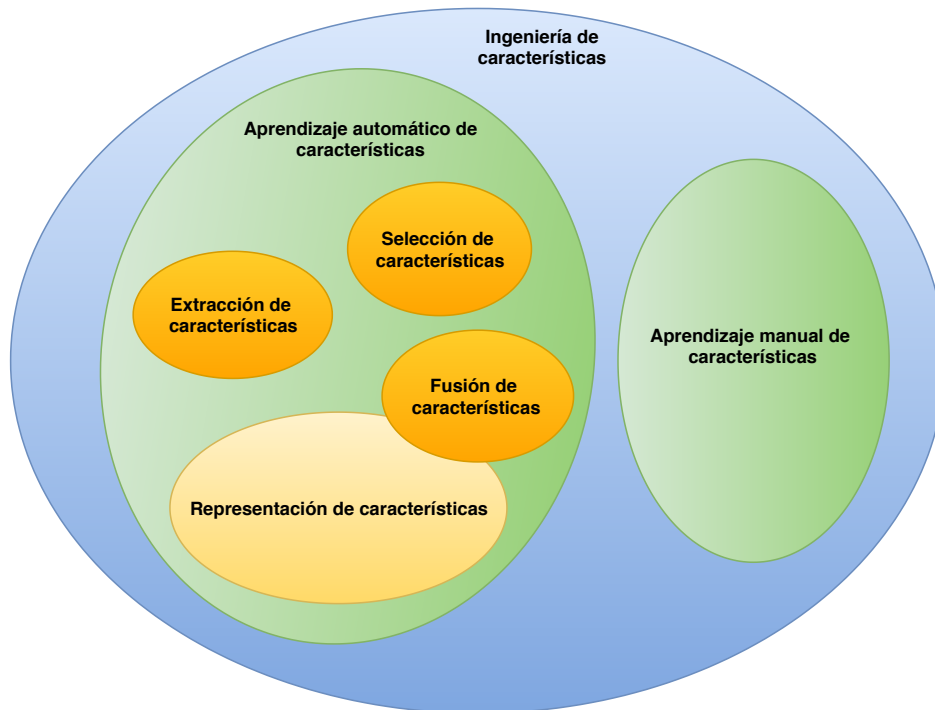 Ingeniería de
características
Aprendizaje automático de
características
Selección de
características
Extracción de
características
Aprendizaje manual de
características
Fusión de
características
Representación de características